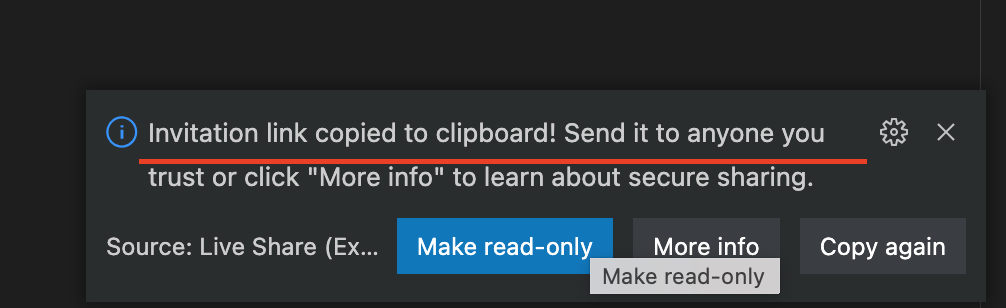 Invitation link copied to clipboard! Send it to anyone you
trust or click "More info" to learn about secure sharing.
Source: Live Share (Ex... Make read-only More info Copy again
Make read-only